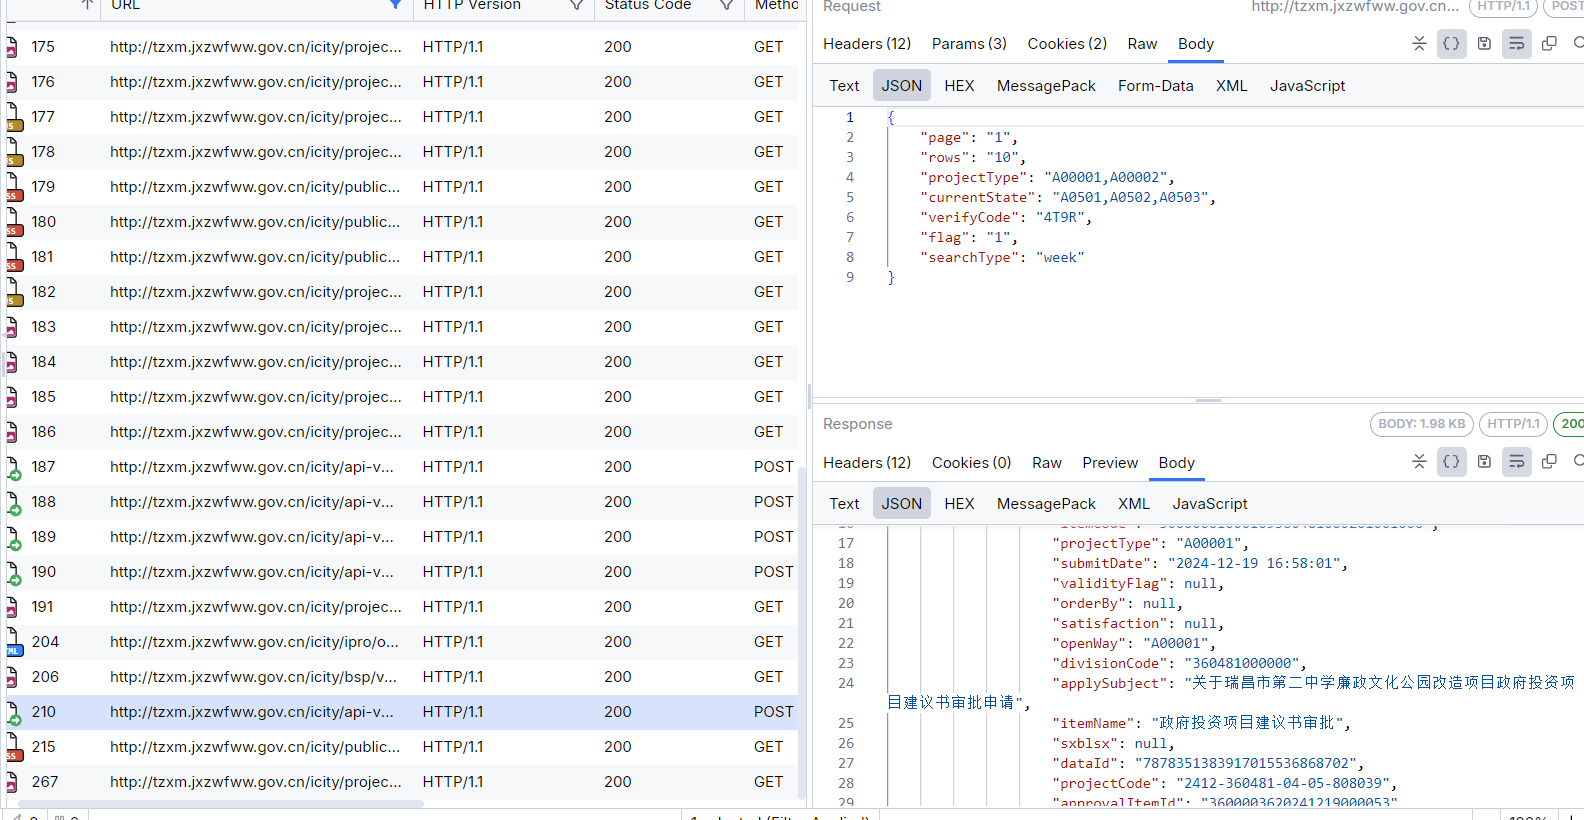 URL HTTP Version Status Code Metho
175 http://tzxm.jxzwfww.gov.cn/icity/projec... HTTP/1.1 200 GET
176 http://tzxm.jxzwfww.gov.cn/icity/projec... HTTP/1.1 200 GET
177 http://tzxm.jxzwfww.gov.cn/icity/projec... HTTP/1.1 200 GET
178 http://tzxm.jxzwfww.gov.cn/icity/projec... HTTP/1.1 200 GET
179 http://tzxm.jxzwfww.gov.cn/icity/public... HTTP/1.1 200 GET
180 http://tzxm.jxzwfww.gov.cn/icity/public... HTTP/1.1 200 GET
181 http://tzxm.jxzwfww.gov.cn/icity/public... HTTP/1.1 200 GET
182 http://tzxm.jxzwfww.gov.cn/icity/projec... HTTP/1.1 200 GET
183 http://tzxm.jxzwfww.gov.cn/icity/projec... HTTP/1.1 200 GET
184 http://tzxm.jxzwfww.gov.cn/icity/projec... HTTP/1.1 200 GET
185 http://tzxm.jxzwfww.gov.cn/icity/projec... HTTP/1.1 200 GET
186 http://tzxm.jxzwfww.gov.cn/icity/projec... HTTP/1.1 200 GET
187 http://tzxm.jxzwfww.gov.cn/icity/api-v... HTTP/1.1 200 POST
188 http://tzxm.jxzwfww.gov.cn/icity/api-v... HTTP/1.1 200 POST
189 http://tzxm.jxzwfww.gov.cn/icity/api-v... HTTP/1.1 200 POST
190 http://tzxm.jxzwfww.gov.cn/icity/api-v... HTTP/1.1 200 POST
191 http://tzxm.jxzwfww.gov.cn/icity/projec... HTTP/1.1 200 GET
204 http://tzxm.jxzwfww.gov.cn/icity/ipro/o... HTTP/1.1 200 GET
206 http://tzxm.jxzwfww.gov.cn/icity/bsp/v... HTTP/1.1 200 GET
210 http://tzxm.jxzwfww.gov.cn/icity/api-v... HTTP/1.1 200 POST
215 http://tzxm.jxzwfww.gov.cn/icity/public... HTTP/1.1 200 GET
267 http://tzxm.jxzwfww.gov.cn/icity/projec... HTTP/1.1 200 GET
Request http://tzxm.jxzwfww.gov.cn... HTTP/1.1 POST
Headers (12) Params (3) Cookies (2) Raw Body
Text JSON HEX MessagePack Form-Data XML JavaScript
1 {
2 "page": "1",
3 "rows": "10",
4 "projectType": "A00001,A00002",
5 "currentState": "A0501,A0502,A0503",
6 "verifyCode": "4T9R",
7 "flag": "1",
8 "searchType": "week"
9 }
Response BODY: 1.98 KB HTTP/1.1 200
Headers (12) Cookies (0) Raw Preview Body
Text JSON HEX MessagePack XML JavaScript
17 "projectType": "A00001",
18 "submitDate": "2024-12-19 16:58:01",
19 "validityFlag": null,
20 "orderBy": null,
21 "satisfaction": null,
22 "openWay": "A00001",
23 "divisionCode": "360481000000",
24 "applySubject": "关于瑞昌市第二中学廉政文化公园改造项目政府投资项
目建议书审批申请",
25 "itemName": "政府投资项目建议书审批",
26 "sxblsx": null,
27 "dataId": "7878351383917015536868702",
28 "projectCode": "2412-360481-04-05-808039",
29 "approvalItemId": "3600003620241219000053"